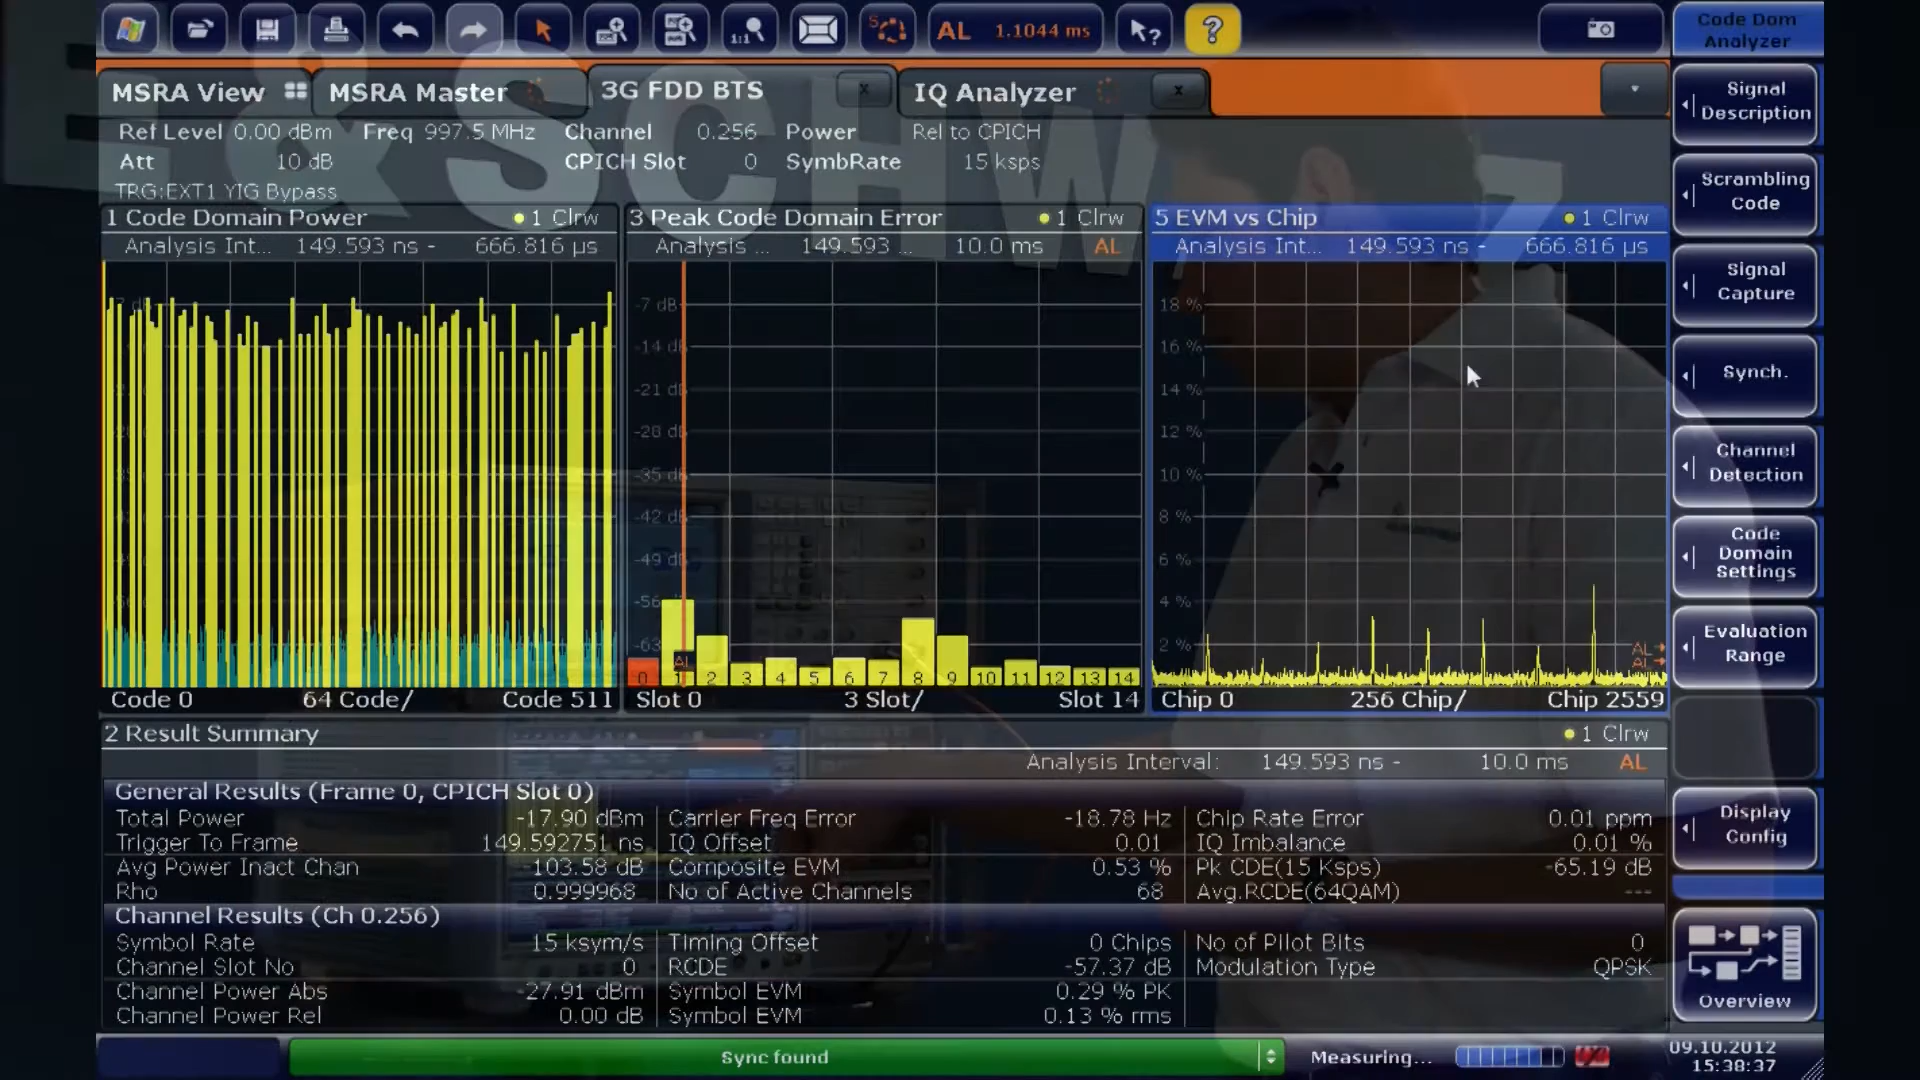 AL 1.1044 ms
?
Code Dom
Analyzer
MSRA View
MSRA Master
3G FDD BTS
x
IQ Analyzer
x
E&SCHW
Ref Level 0.00 dBm Freq 997.5 MHz Channel 0.256 Power Rel to CPICH
Att 10 dB CPICH Slot 0 SymbRate 15 ksps
TRG:EXT1 YIG Bypass
1 Code Domain Power 1 Clrw
Analysis Int... 149.593 ns - 666.816 µs
Code 0 64 Code/ Code 511
3 Peak Code Domain Error 1 Clrw
Analysis ... 149.593 ... 10.0 ms AL
-7 dB
-14 dB
-21 dB
-28 dB
-35 dB
-42 dB
-49 dB
-56
-63
AL
0 1 2 3 4 5 6 7 8 9 10 11 12 13 14
Slot 0 3 Slot/ Slot 14
5 EVM vs Chip 1 Clrw
Analysis Int... 149.593 ns - 666.816 µs
18 %
16 %
14 %
12 %
10 %
8 %
6 %
4 %
2 %
AL
AL
Chip 0 256 Chip/ Chip 2559
2 Result Summary 1 Clrw
Analysis Interval: 149.593 ns - 10.0 ms AL
General Results (Frame 0, CPICH Slot 0)
Total Power -17.90 dBm Carrier Freq Error -18.78 Hz Chip Rate Error 0.01 ppm
Trigger To Frame 149.592751 ns IQ Offset 0.01 IQ Imbalance 0.01 %
Avg Power Inact Chan -103.58 dB Composite EVM 0.53 % Pk CDE(15 Ksps) -65.19 dB
Rho 0.999968 No of Active Channels 68 Avg.RCDE(64QAM) ---
Channel Results (Ch 0.256)
Symbol Rate 15 ksym/s Timing Offset 0 Chips No of Pilot Bits 0
Channel Slot No 0 RCDE -57.37 dB Modulation Type QPSK
Channel Power Abs -27.91 dBm Symbol EVM 0.29 % PK
Channel Power Rel 0.00 dB Symbol EVM 0.13 % rms
Sync found
Measuring...
09.10.2012
15:38:37
Signal
Description
Scrambling
Code
Signal
Capture
Synch.
Channel
Detection
Code
Domain
Settings
Evaluation
Range
Display
Config
Overview